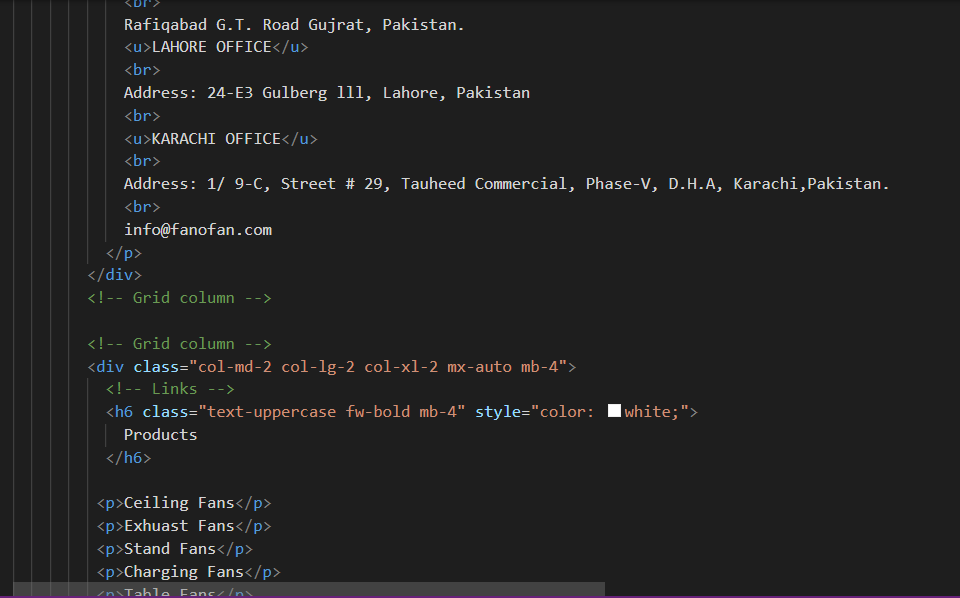 <br>
Rafiqabad G.T. Road Gujrat, Pakistan.
<u>LAHORE OFFICE</u>
<br>
Address: 24-E3 Gulberg lll, Lahore, Pakistan
<br>
<u>KARACHI OFFICE</u>
<br>
Address: 1/ 9-C, Street # 29, Tauheed Commercial, Phase-V, D.H.A, Karachi,Pakistan.
<br>
info@fanofan.com
</p>
</div>
<!-- Grid column -->
<!-- Grid column -->
<div class="col-md-2 col-lg-2 col-xl-2 mx-auto mb-4">
<!-- Links -->
<h6 class="text-uppercase fw-bold mb-4" style="color: white;">
Products
</h6>
<p>Ceiling Fans</p>
<p>Exhuast Fans</p>
<p>Stand Fans</p>
<p>Charging Fans</p>
<p>Table Fans</p>